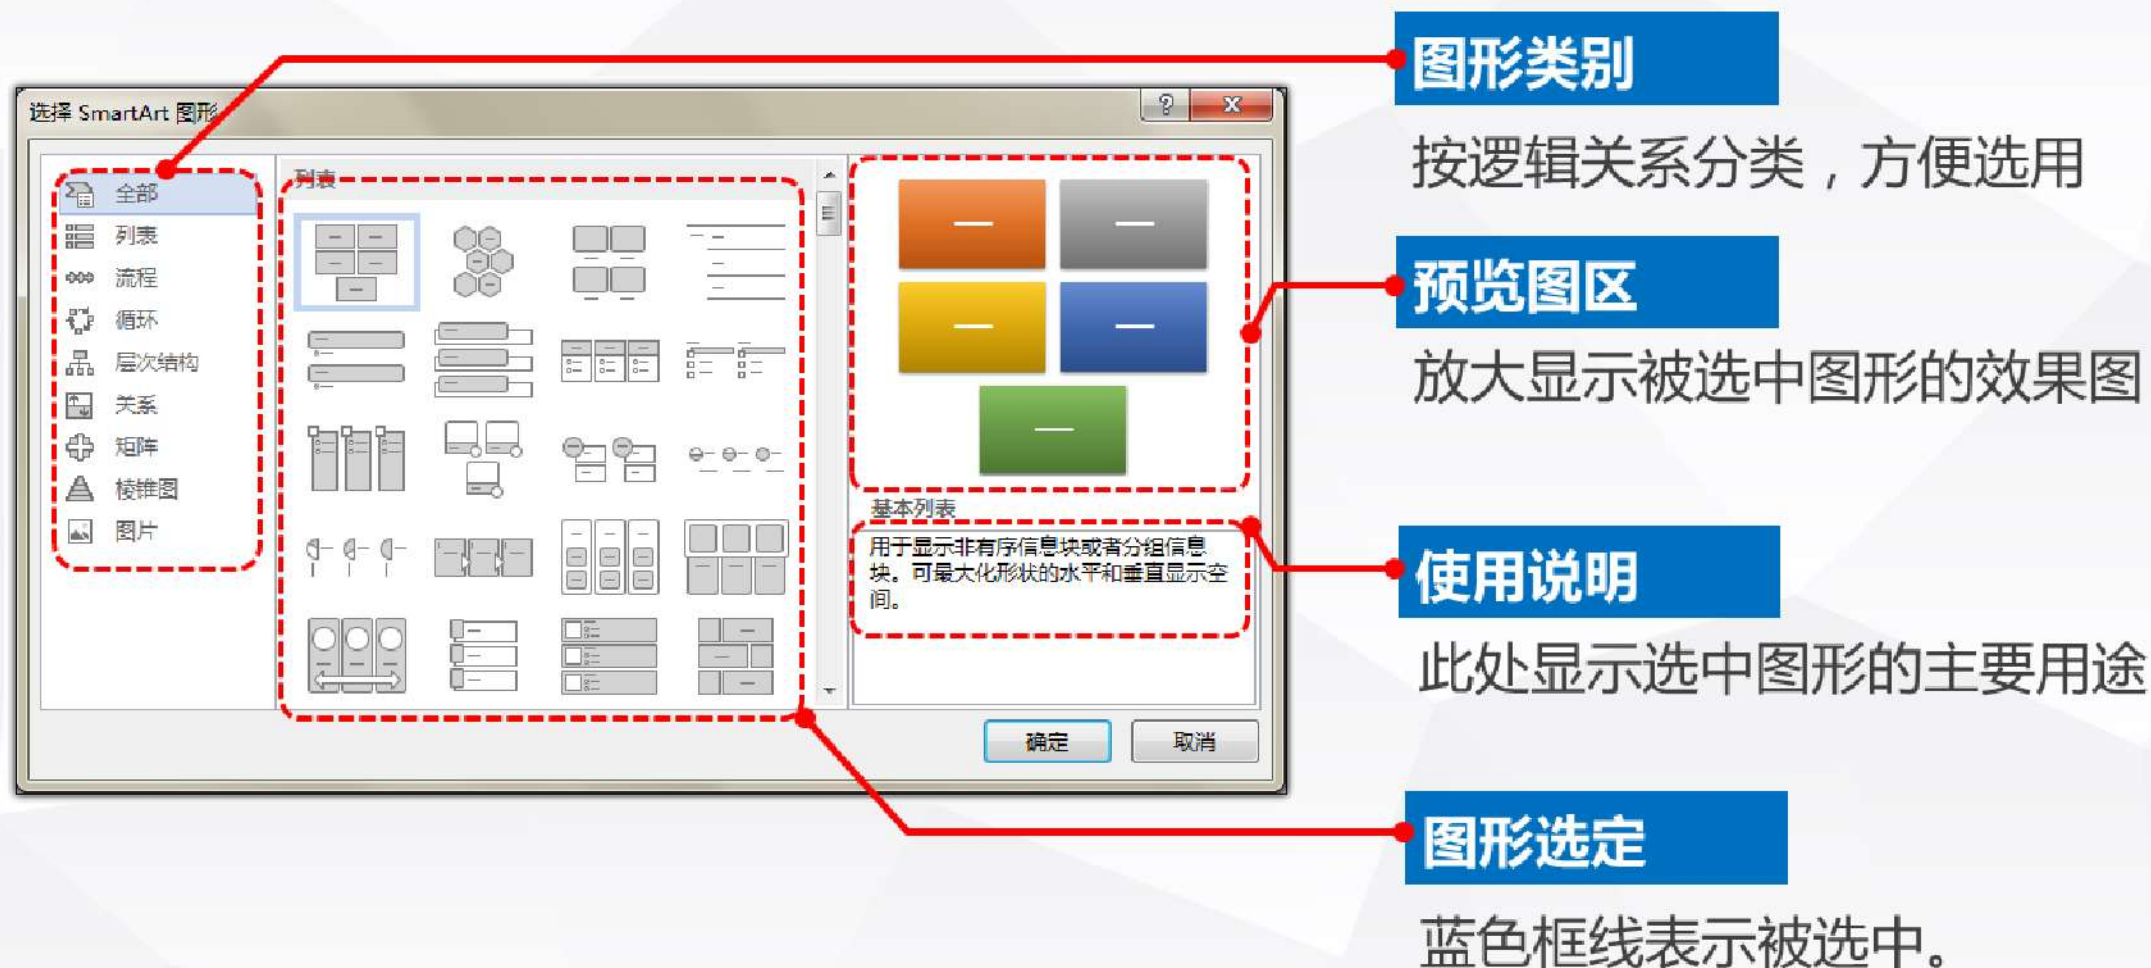 选择 SmartArt 图形
全部
列表
流程
循环
层次结构
关系
矩阵
棱锥图
图片
列表
基本列表
用于显示非有序信息块或者分组信息
块。可最大化形状的水平和垂直显示空
间。
确定
取消
图形类别
按逻辑关系分类，方便选用
预览图区
放大显示被选中图形的效果图
使用说明
此处显示选中图形的主要用途
图形选定
蓝色框线表示被选中。